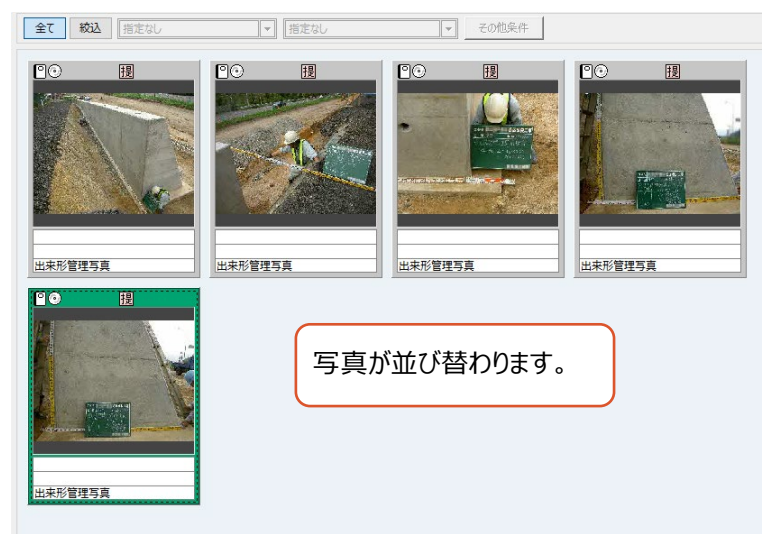 全て 絞込 指定なし 指定なし その他条件
提 提 提 提
出来形管理写真 出来形管理写真 出来形管理写真 出来形管理写真
提
写真が並び替わります。
出来形管理写真